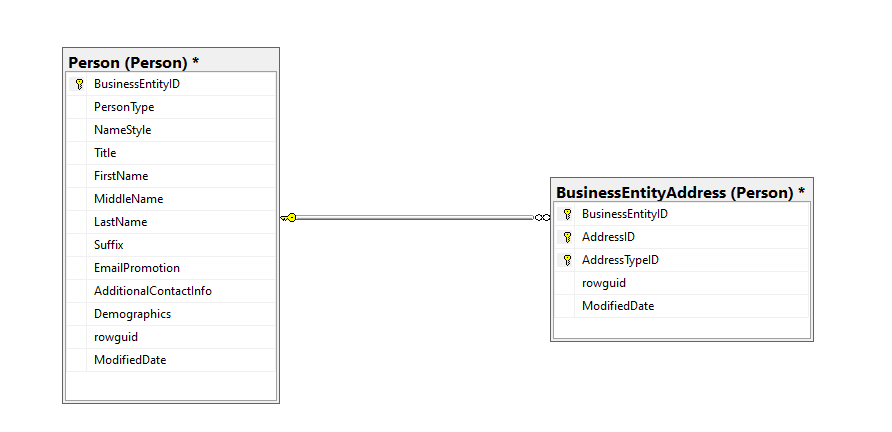 Person (Person) *
BusinessEntityID
PersonType
NameStyle
Title
FirstName
MiddleName
LastName
Suffix
EmailPromotion
AdditionalContactInfo
Demographics
rowguid
ModifiedDate
BusinessEntityAddress (Person) *
BusinessEntityID
AddressID
AddressTypeID
rowguid
ModifiedDate